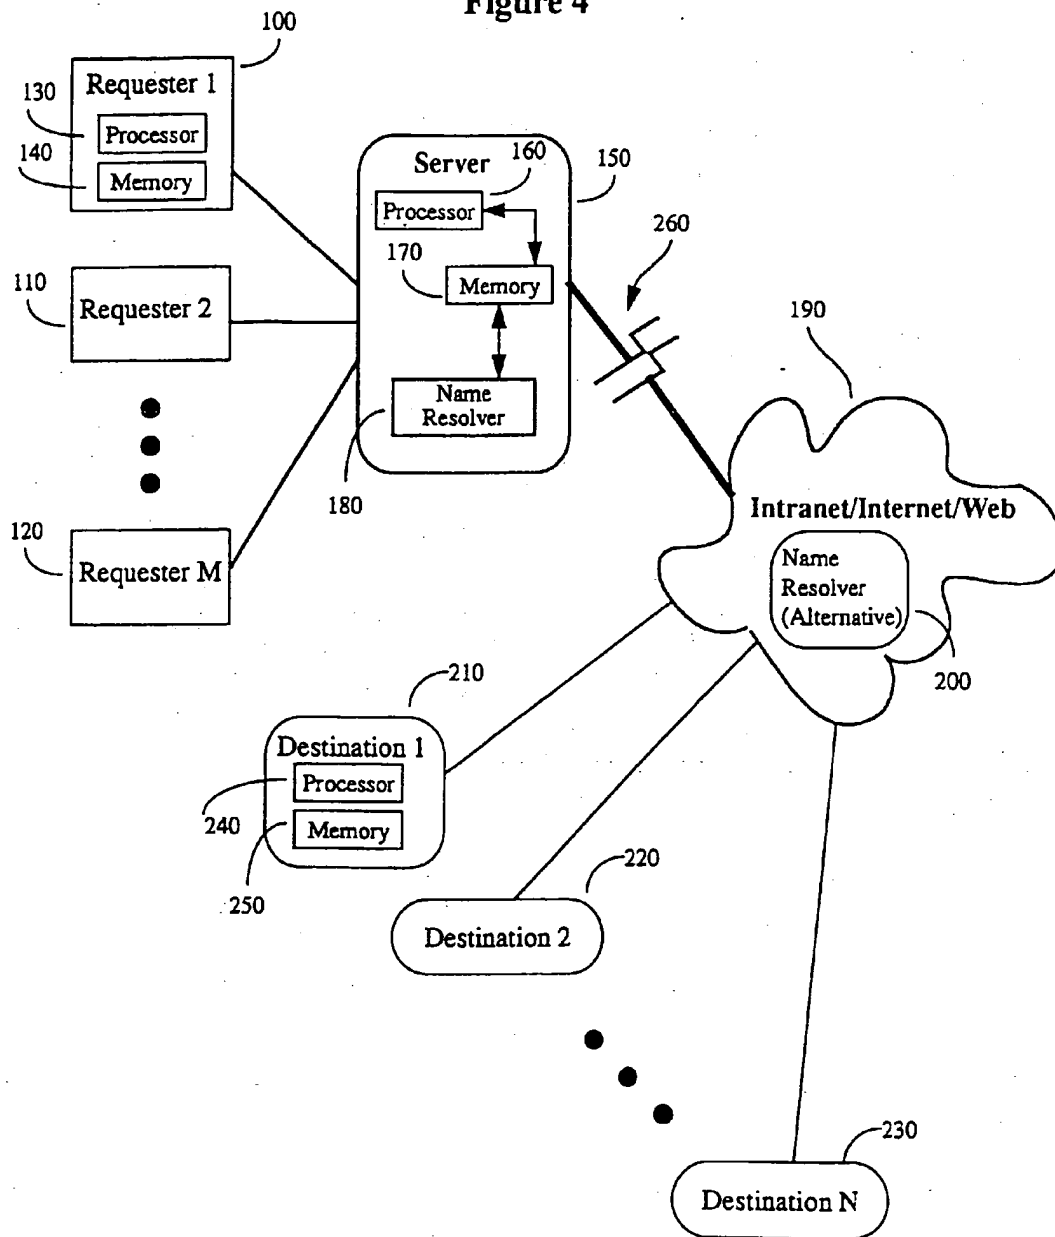 Figure 4
100
Requester 1
130
Processor
140
Memory
Server
160
150
Processor
170
Memory
260
110
Requester 2
190
Name
Resolver
180
120
Requester M
Intranet/Internet/Web
Name
Resolver
(Alternative)
200
210
Destination 1
Processor
240
Memory
250
220
Destination 2
230
Destination N